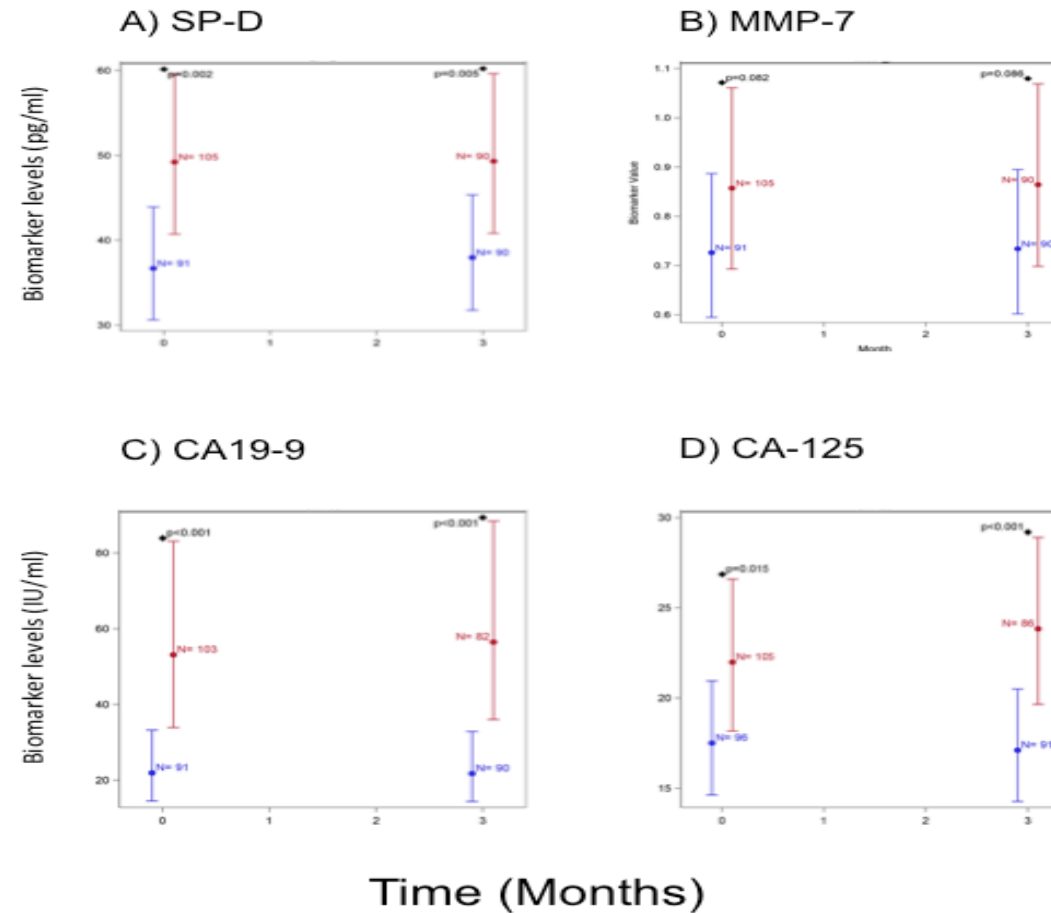 A) SP-D
Biomarker levels (pg/ml)
60
50
40
30
p=0.002
p=0.005
N= 105
N= 90
N= 91
N= 90
0
1
2
3
B) MMP-7
Biomarker Value
1.1
1.0
0.9
0.8
0.7
0.6
p=0.082
p=0.086
N= 105
N= 90
N= 91
N= 90
0
1
2
3
Month
C) CA19-9
Biomarker levels (IU/ml)
80
60
40
20
p<0.001
p<0.001
N= 103
N= 82
N= 91
N= 90
0
1
2
3
D) CA-125
30
25
20
15
p=0.015
p<0.001
N= 105
N= 86
N= 96
N= 91
0
1
2
3
Time (Months)